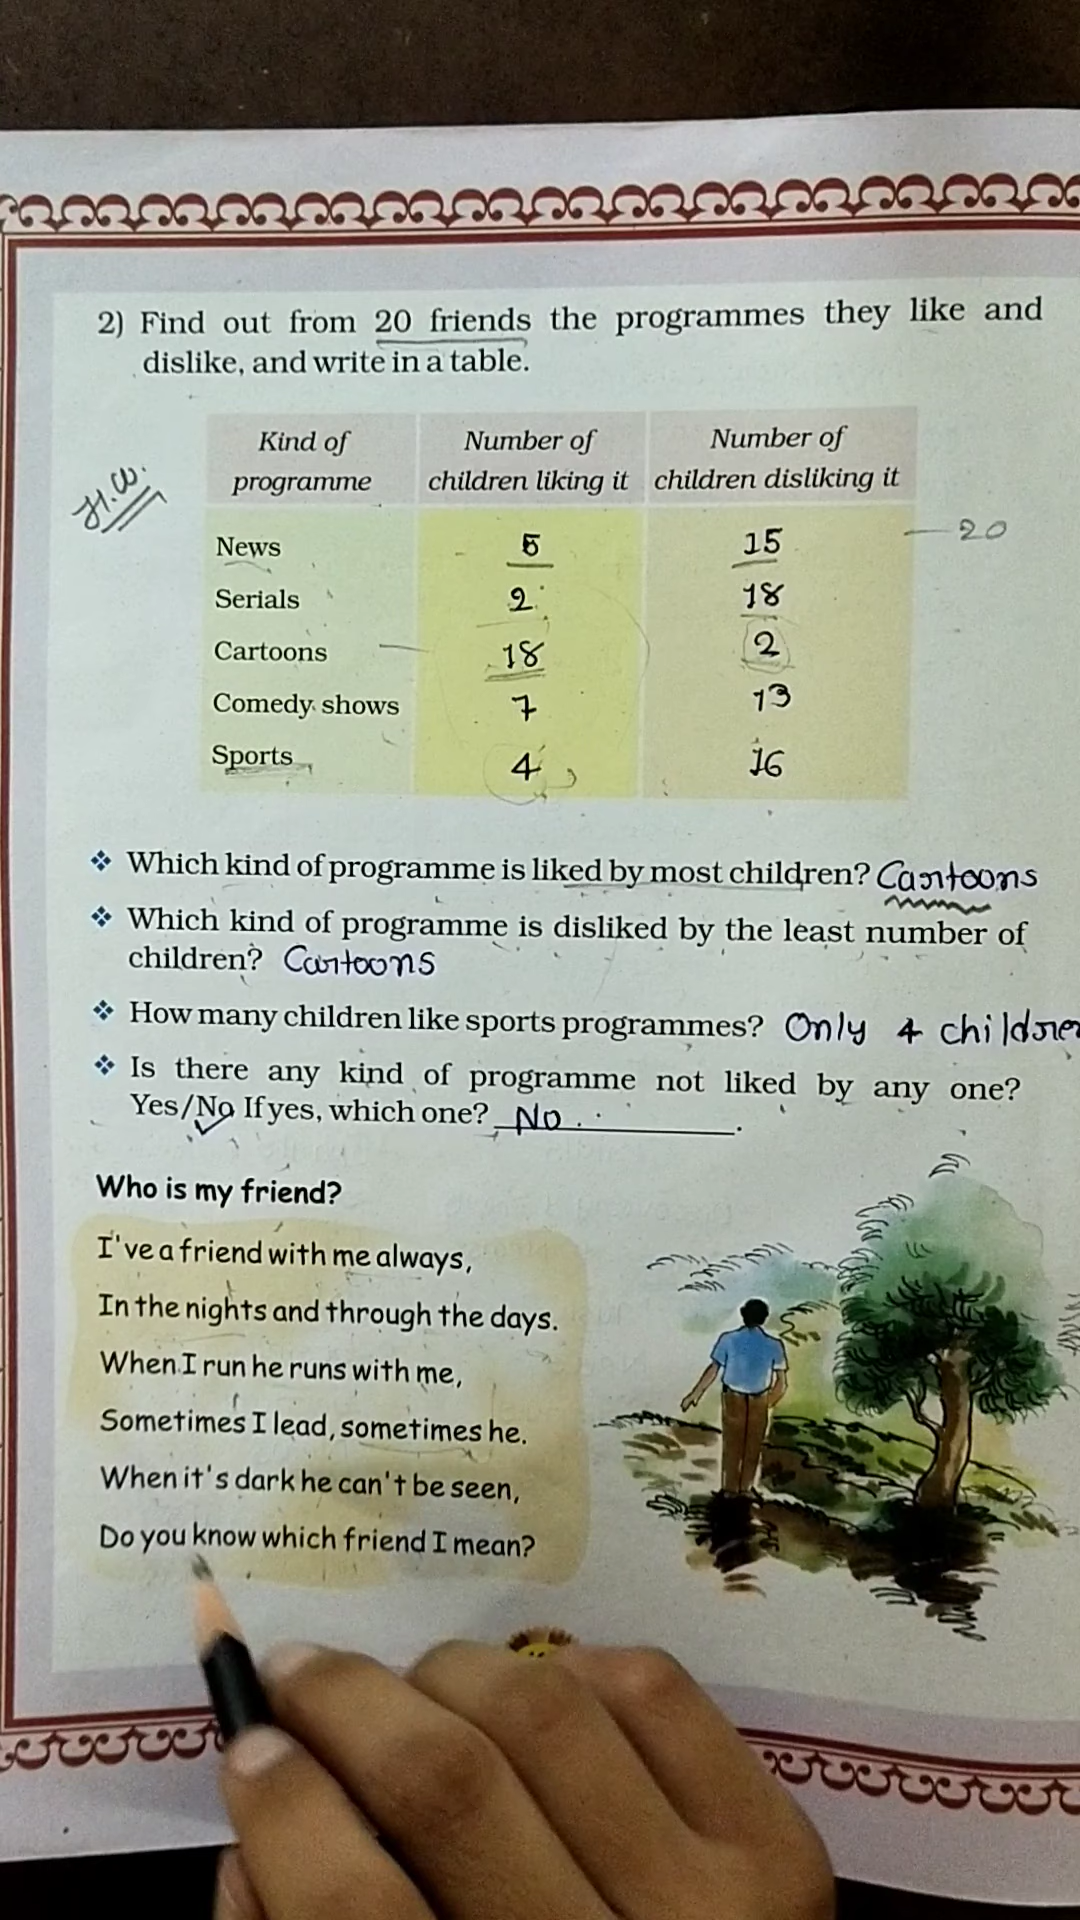 2) Find out from 20 friends the programmes they like and
dislike, and write in a table.
Kind of programme Number of children liking it Number of children disliking it
H.W.
News 5 15 — 20
Serials 2 18
Cartoons 18 2
Comedy shows 7 13
Sports 4 16
❖ Which kind of programme is liked by most children? Cartoons
❖ Which kind of programme is disliked by the least number of
children? Cartoons
❖ How many children like sports programmes? Only 4 children
❖ Is there any kind of programme not liked by any one?
Yes/No If yes, which one? No.
Who is my friend?
I've a friend with me always,
In the nights and through the days.
When I run he runs with me,
Sometimes I lead, sometimes he.
When it's dark he can't be seen,
Do you know which friend I mean?